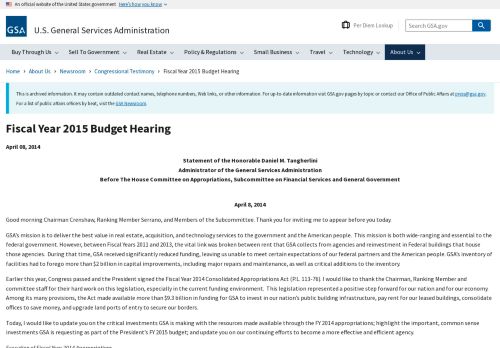 An official website of the United States government Here's how you know
GSA
U.S. General Services Administration
Per Diem Lookup
Search GSA.gov
Buy Through Us
Sell To Government
Real Estate
Policy & Regulations
Small Business
Travel
Technology
About Us
Home › About Us › Newsroom › Congressional Testimony › Fiscal Year 2015 Budget Hearing
This is archived information. It may contain outdated contact names, telephone numbers, Web links, or other information. For up-to-date information visit GSA.gov pages by topic or contact our Office of Public Affairs at press@gsa.gov.
For a list of public affairs officers by beat, visit the GSA Newsroom.
Fiscal Year 2015 Budget Hearing
April 08, 2014
Statement of the Honorable Daniel M. Tangherlini
Administrator of the General Services Administration
Before The House Committee on Appropriations, Subcommittee on Financial Services and General Government
April 8, 2014
Good morning Chairman Crenshaw, Ranking Member Serrano, and Members of the Subcommittee. Thank you for inviting me to appear before you today.
GSA's mission is to deliver the best value in real estate, acquisition, and technology services to the government and the American people.  This mission is both wide-ranging and essential to the
federal government. However, between Fiscal Years 2011 and 2013, the vital link was broken between rent that GSA collects from agencies and reinvestment in Federal buildings that house
those agencies.  During that time, GSA received significantly reduced funding, leaving us unable to meet certain expectations of our federal partners and the American people. GSA's inventory of
facilities had to forego more than $2 billion in capital improvements, including major repairs and maintenance, as well as critical additions to the inventory.
Earlier this year, Congress passed and the President signed the Fiscal Year 2014 Consolidated Appropriations Act (P.L. 113-76). I would like to thank the Chairman, Ranking Member and
committee staff for their hard work on this legislation, especially in the current funding environment.  This legislation represented a positive step forward for our nation and for our economy
Among its many provisions, the Act made available more than $9.3 billion in funding for GSA to invest in our nation's public building infrastructure, pay rent for our leased buildings, consolidate
offices to save money, and upgrade land ports of entry to secure our borders.
Today, I would like to update you on the critical investments GSA is making with the resources made available through the FY 2014 appropriations; highlight the important, common sense
investments GSA is requesting as part of the President's FY 2015 budget; and update you on our continuing efforts to become a more effective and efficient agency.